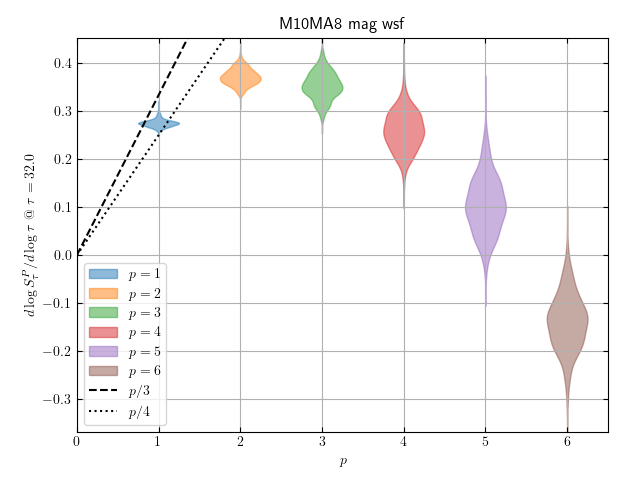 M10MA8 mag wsf
d log S_τ^P / d log τ @ τ = 32.0
0.4
0.3
0.2
0.1
0.0
−0.1
−0.2
−0.3
p = 1
p = 2
p = 3
p = 4
p = 5
p = 6
p/3
p/4
0 1 2 3 4 5 6
p